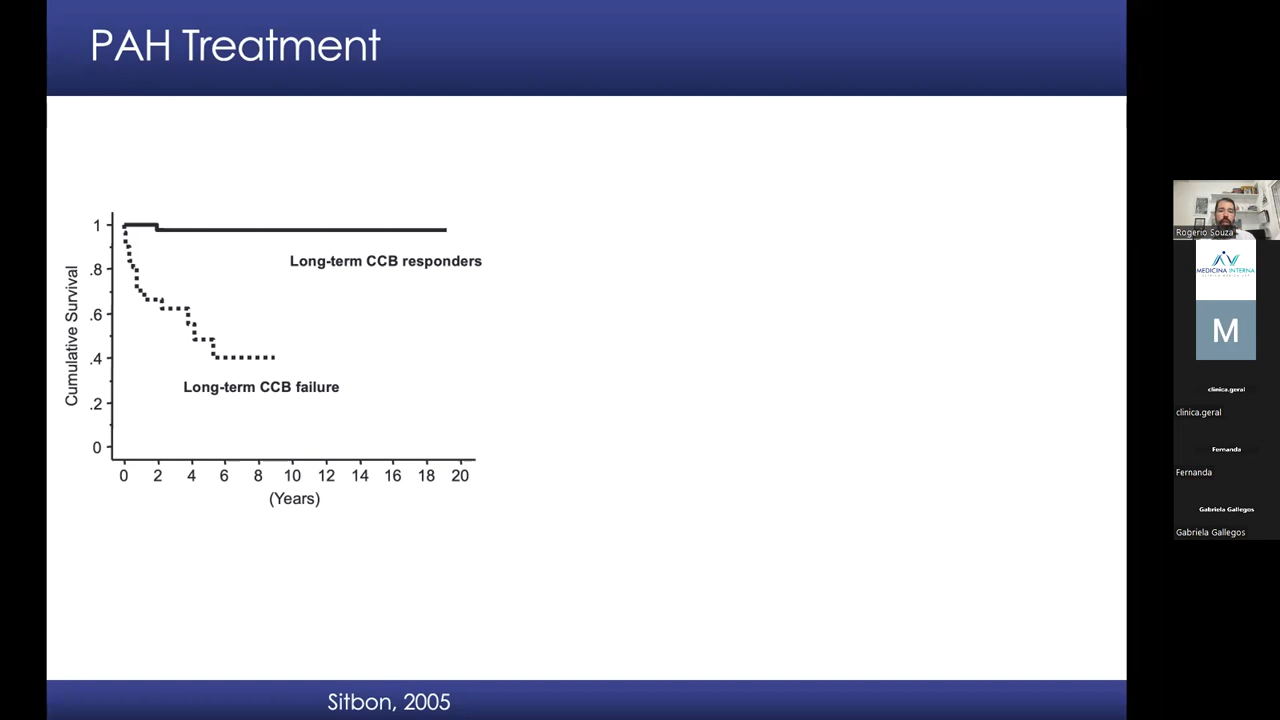 PAH Treatment
1
.8
.6
.4
.2
0
Cumulative Survival
Long-term CCB responders
Long-term CCB failure
0 2 4 6 8 10 12 14 16 18 20
(Years)
Sitbon, 2005
Rogerio Souza
MEDICINA INTERNA
M
clinica.geral
clinica.geral
Fernanda
Fernanda
Gabriela Gallegos
Gabriela Gallegos